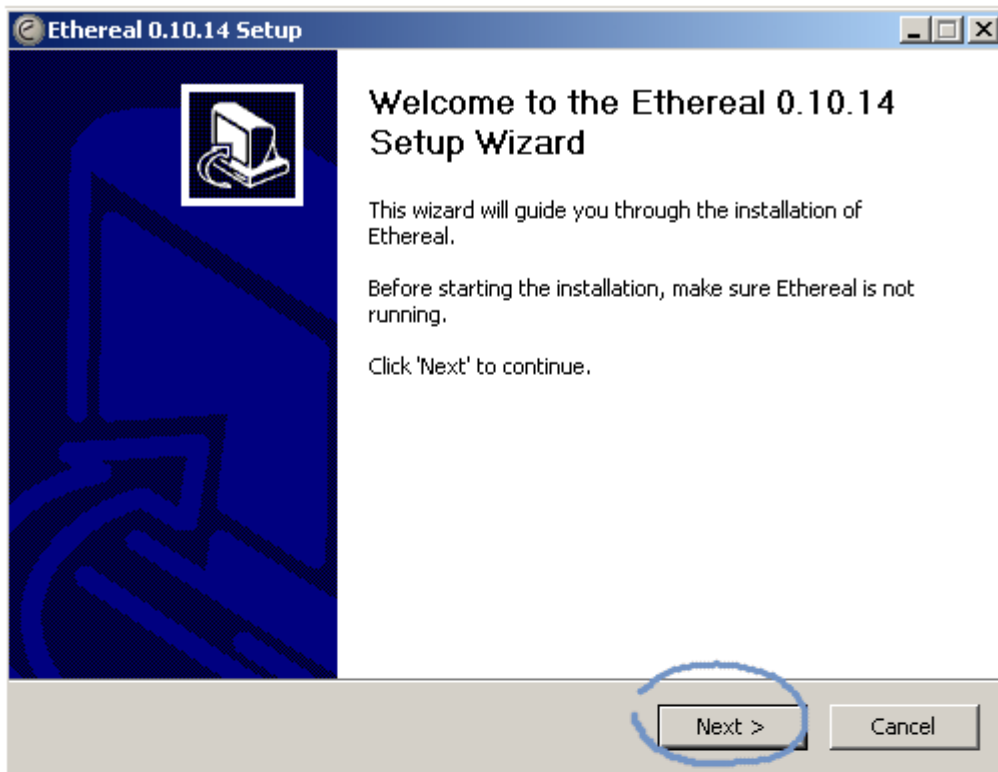 Ethereal 0.10.14 Setup
Welcome to the Ethereal 0.10.14
Setup Wizard
This wizard will guide you through the installation of
Ethereal.
Before starting the installation, make sure Ethereal is not
running.
Click 'Next' to continue.
Next >
Cancel